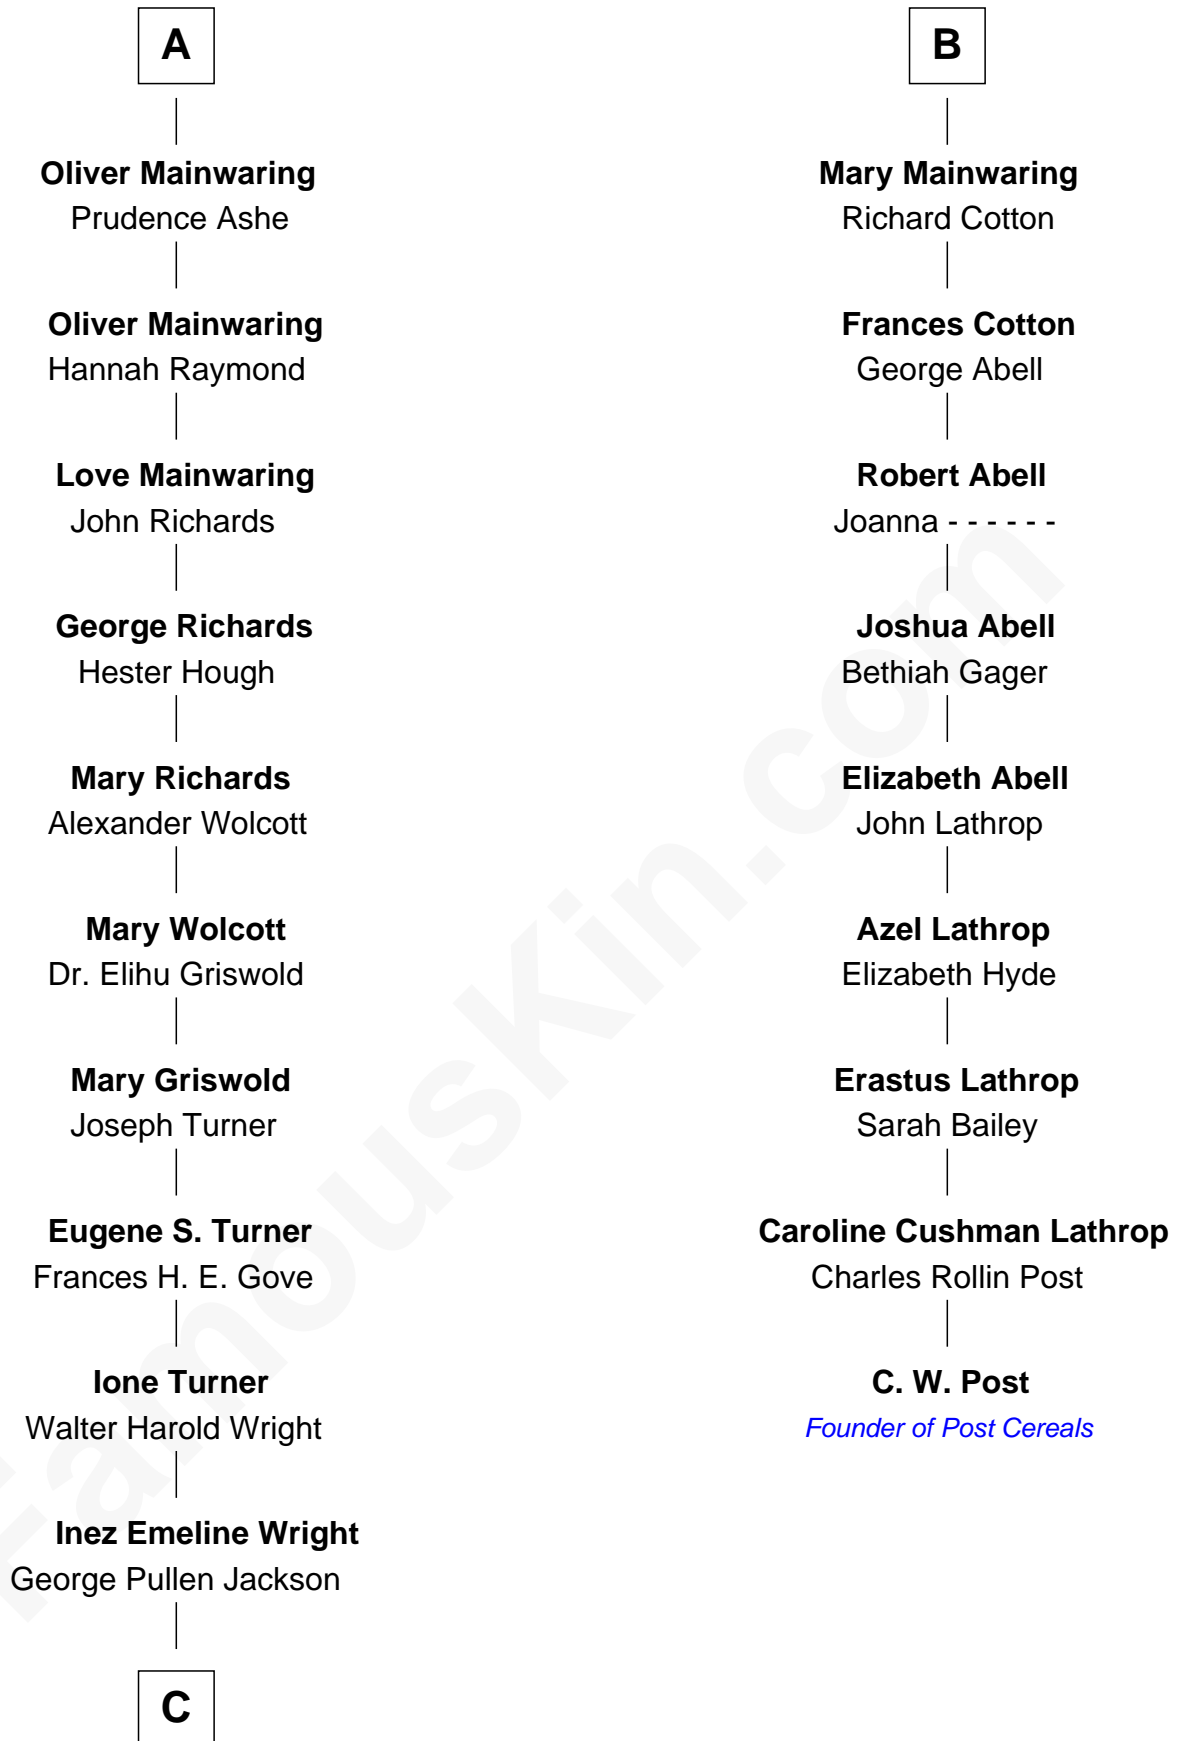 A
Oliver Mainwaring
Prudence Ashe
Oliver Mainwaring
Hannah Raymond
Love Mainwaring
John Richards
George Richards
Hester Hough
Mary Richards
Alexander Wolcott
Mary Wolcott
Dr. Elihu Griswold
Mary Griswold
Joseph Turner
Eugene S. Turner
Frances H. E. Gove
Ione Turner
Walter Harold Wright
Inez Emeline Wright
George Pullen Jackson
C
B
Mary Mainwaring
Richard Cotton
Frances Cotton
George Abell
Robert Abell
Joanna - - - - - -
Joshua Abell
Bethiah Gager
Elizabeth Abell
John Lathrop
Azel Lathrop
Elizabeth Hyde
Erastus Lathrop
Sarah Bailey
Caroline Cushman Lathrop
Charles Rollin Post
C. W. Post
Founder of Post Cereals
FamousKin.com